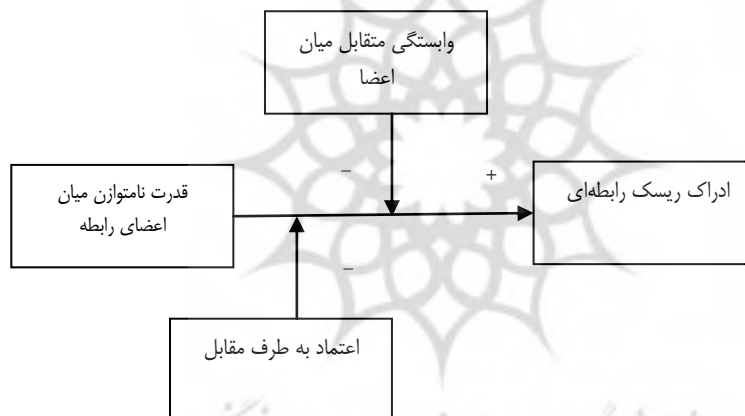 وابستگی متقابل میان
اعضا
–
+
قدرت نامتوازن میان
اعضای رابطه
ادراک ریسک رابطه‌ای
–
اعتماد به طرف مقابل